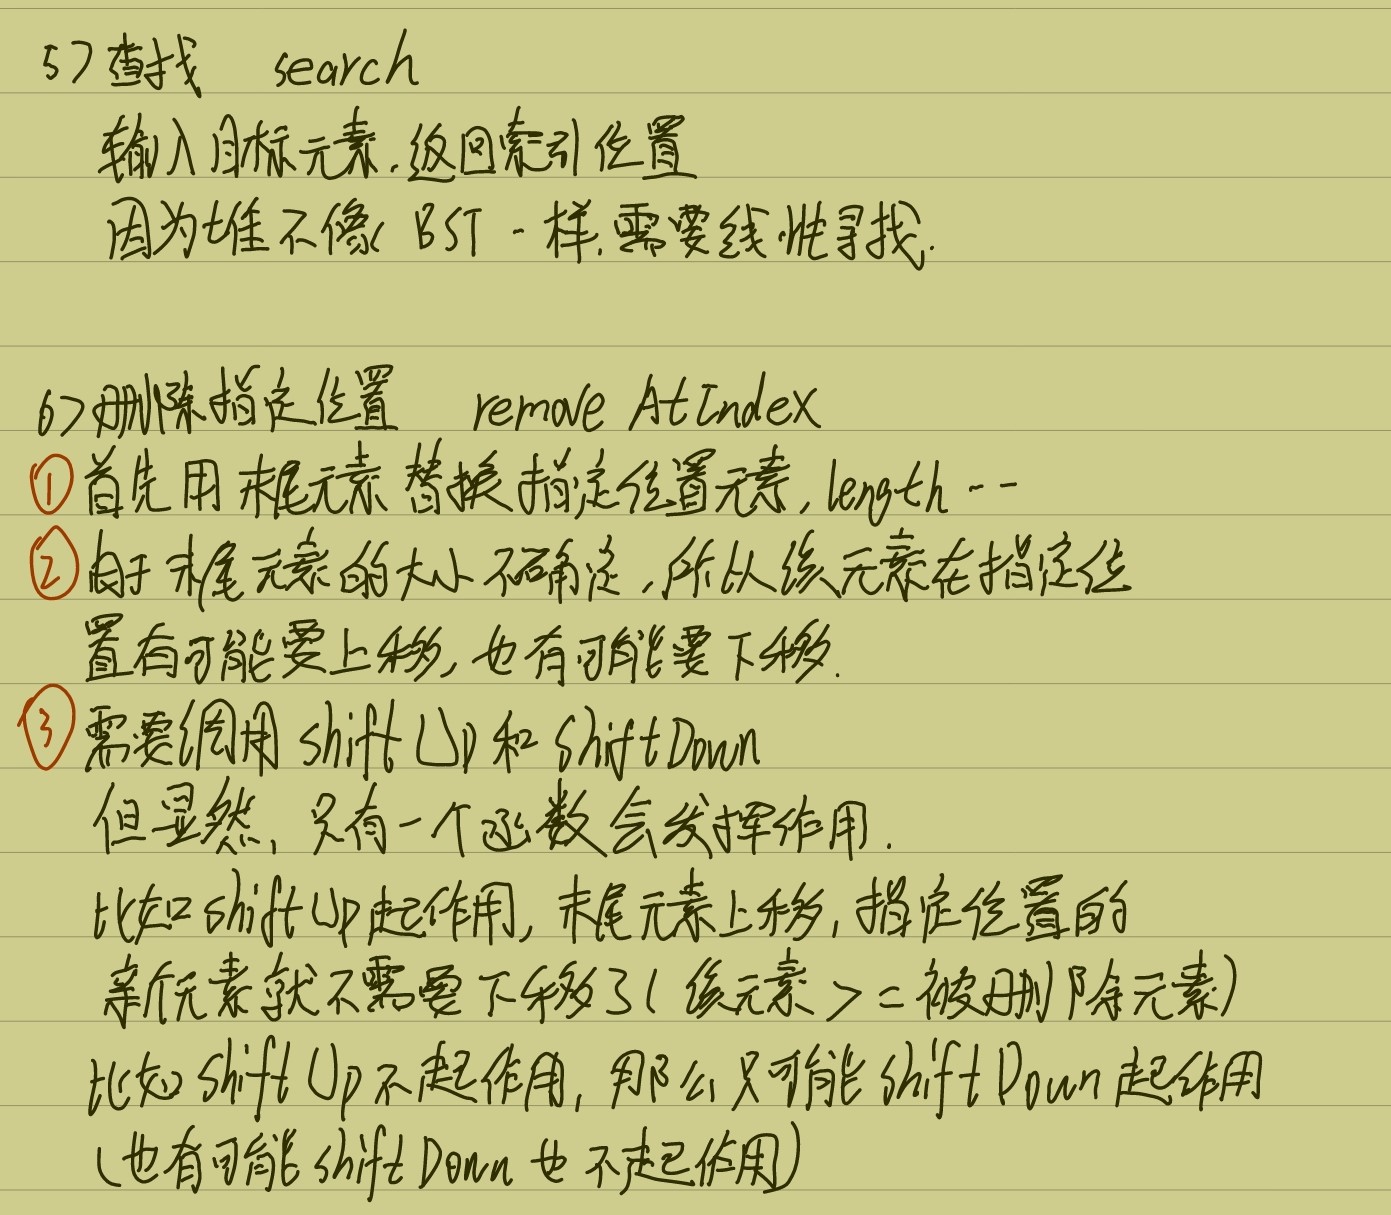 5>查找 search
输入目标元素.返回索引位置
因为堆不像 BST 一样.需要线性寻找.
6>删除指定位置 remove AtIndex
① 首先用末尾元素替换指定位置元素, length --
② 由于末尾元素的大小不确定,所以该元素在指定位
置有可能要上移,也有可能要下移.
③ 需要调用 shift Up 和 shift Down
但显然,只有一个函数会发挥作用.
比如 shift Up 起作用,末尾元素上移,指定位置的
新元素就不需要下移了(该元素>=被删除元素)
比如 shift Up 不起作用,那么只可能 shift Down 起作用
(也有可能 shift Down 也不起作用)